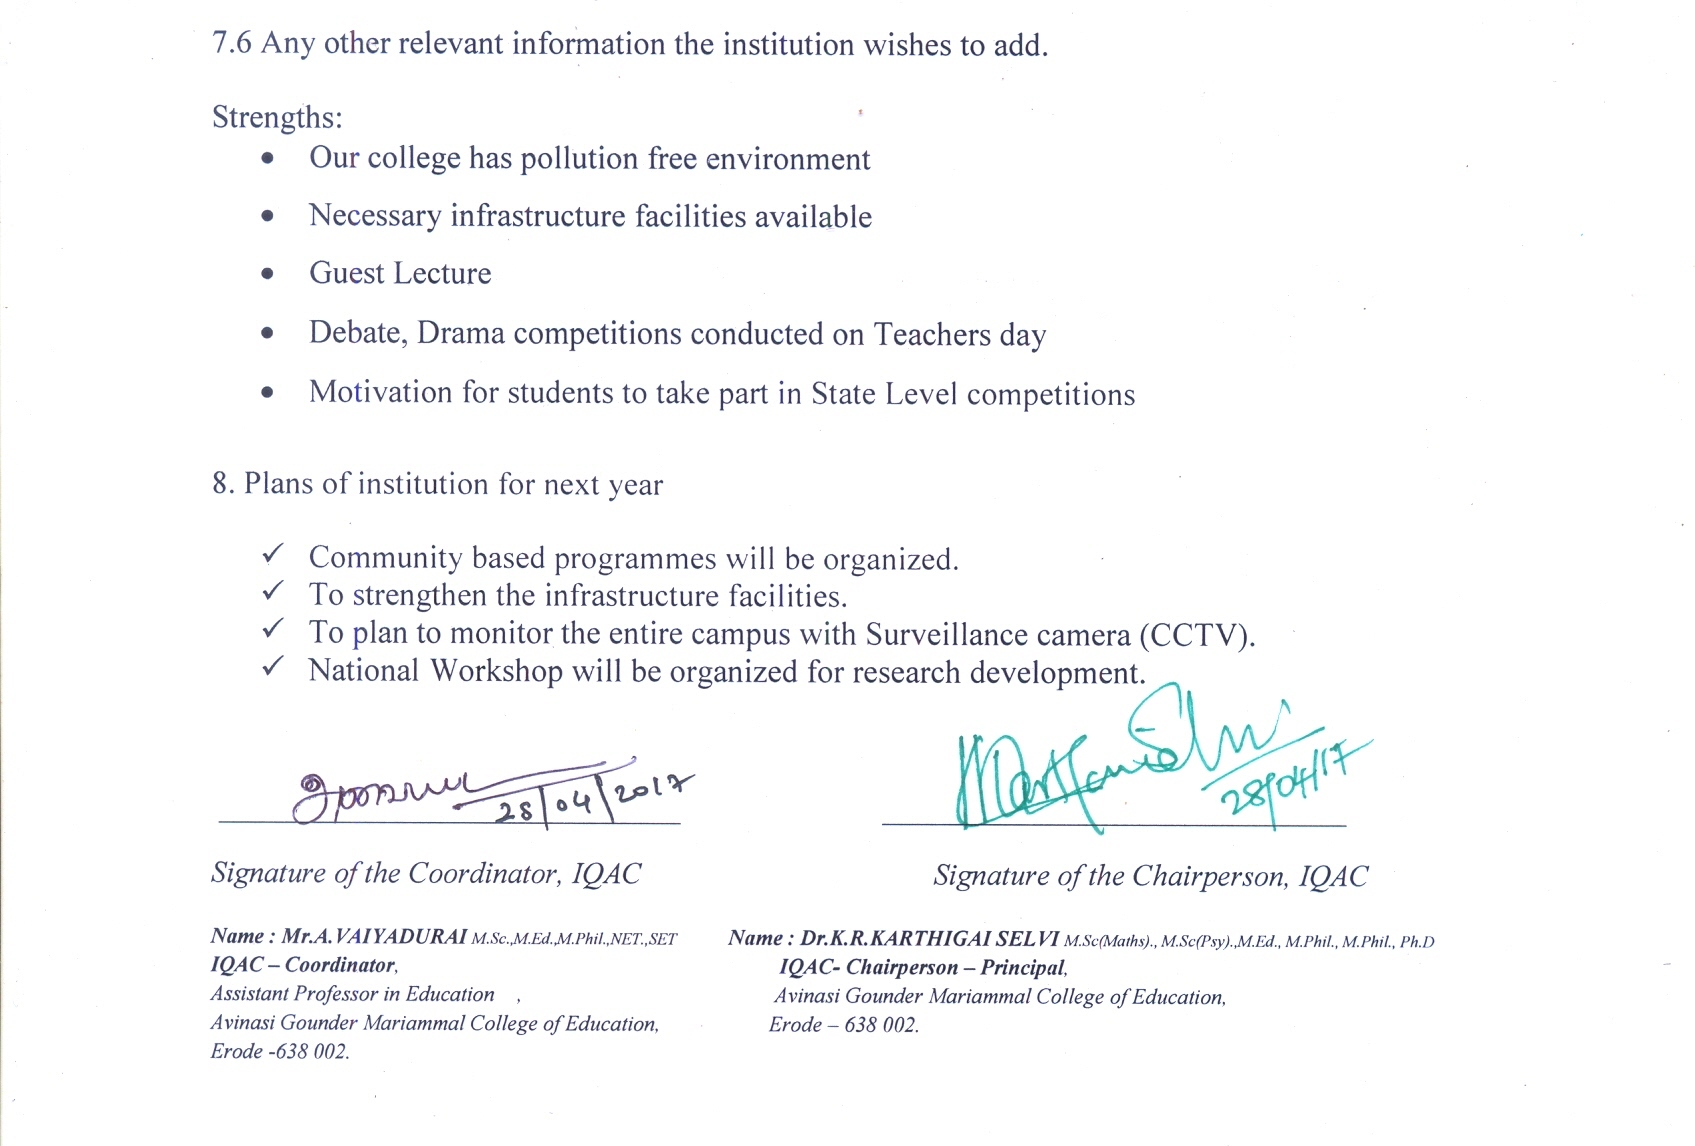 7.6 Any other relevant information the institution wishes to add.
Strengths:
• Our college has pollution free environment
• Necessary infrastructure facilities available
• Guest Lecture
• Debate, Drama competitions conducted on Teachers day
• Motivation for students to take part in State Level competitions
8. Plans of institution for next year
✓ Community based programmes will be organized.
✓ To strengthen the infrastructure facilities.
✓ To plan to monitor the entire campus with Surveillance camera (CCTV).
✓ National Workshop will be organized for research development.
28/04/2017
28/04/17
Signature of the Coordinator, IQAC
Signature of the Chairperson, IQAC
Name : Mr.A.VAIYADURAI M.Sc.,M.Ed.,M.Phil.,NET.,SET
IQAC – Coordinator,
Assistant Professor in Education ,
Avinasi Gounder Mariammal College of Education,
Erode -638 002.
Name : Dr.K.R.KARTHIGAI SELVI M.Sc(Maths)., M.Sc(Psy).,M.Ed., M.Phil., M.Phil., Ph.D
IQAC- Chairperson – Principal,
Avinasi Gounder Mariammal College of Education,
Erode – 638 002.